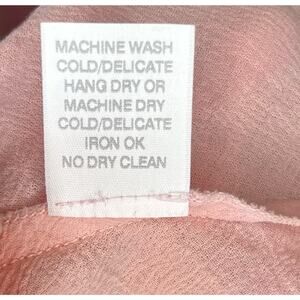 MACHINE WASH
COLD/DELICATE
HANG DRY OR
MACHINE DRY
COLD/DELICATE
IRON OK
NO DRY CLEAN